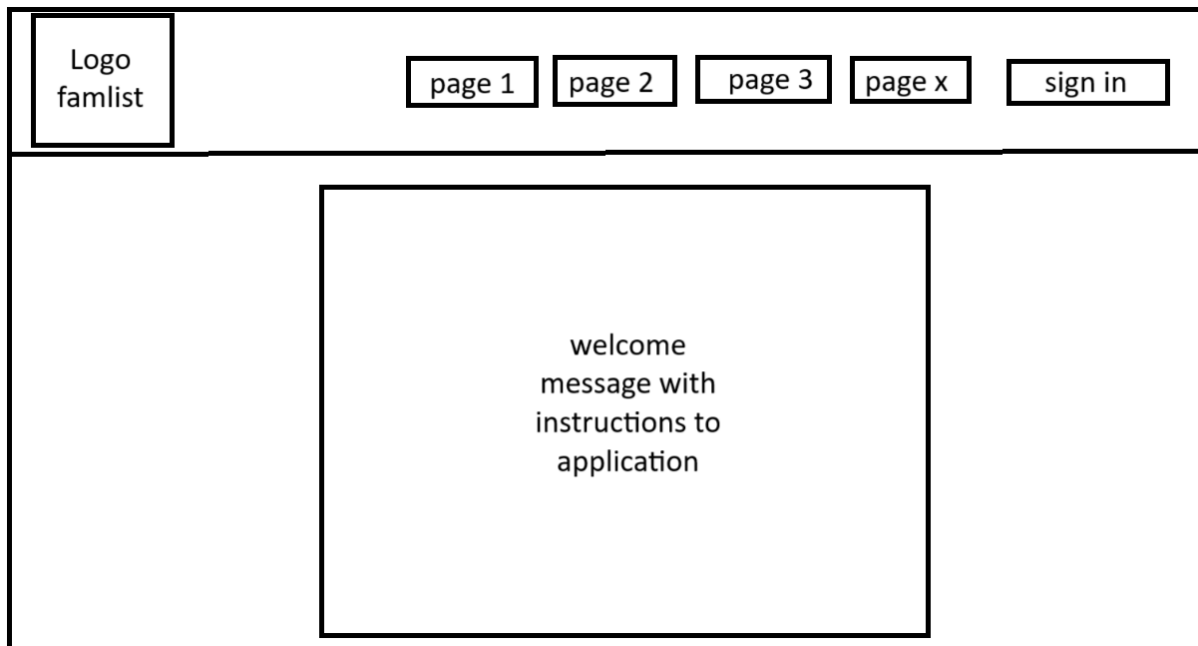 Logo
famlist
page 1
page 2
page 3
page x
sign in
welcome
message with
instructions to
application